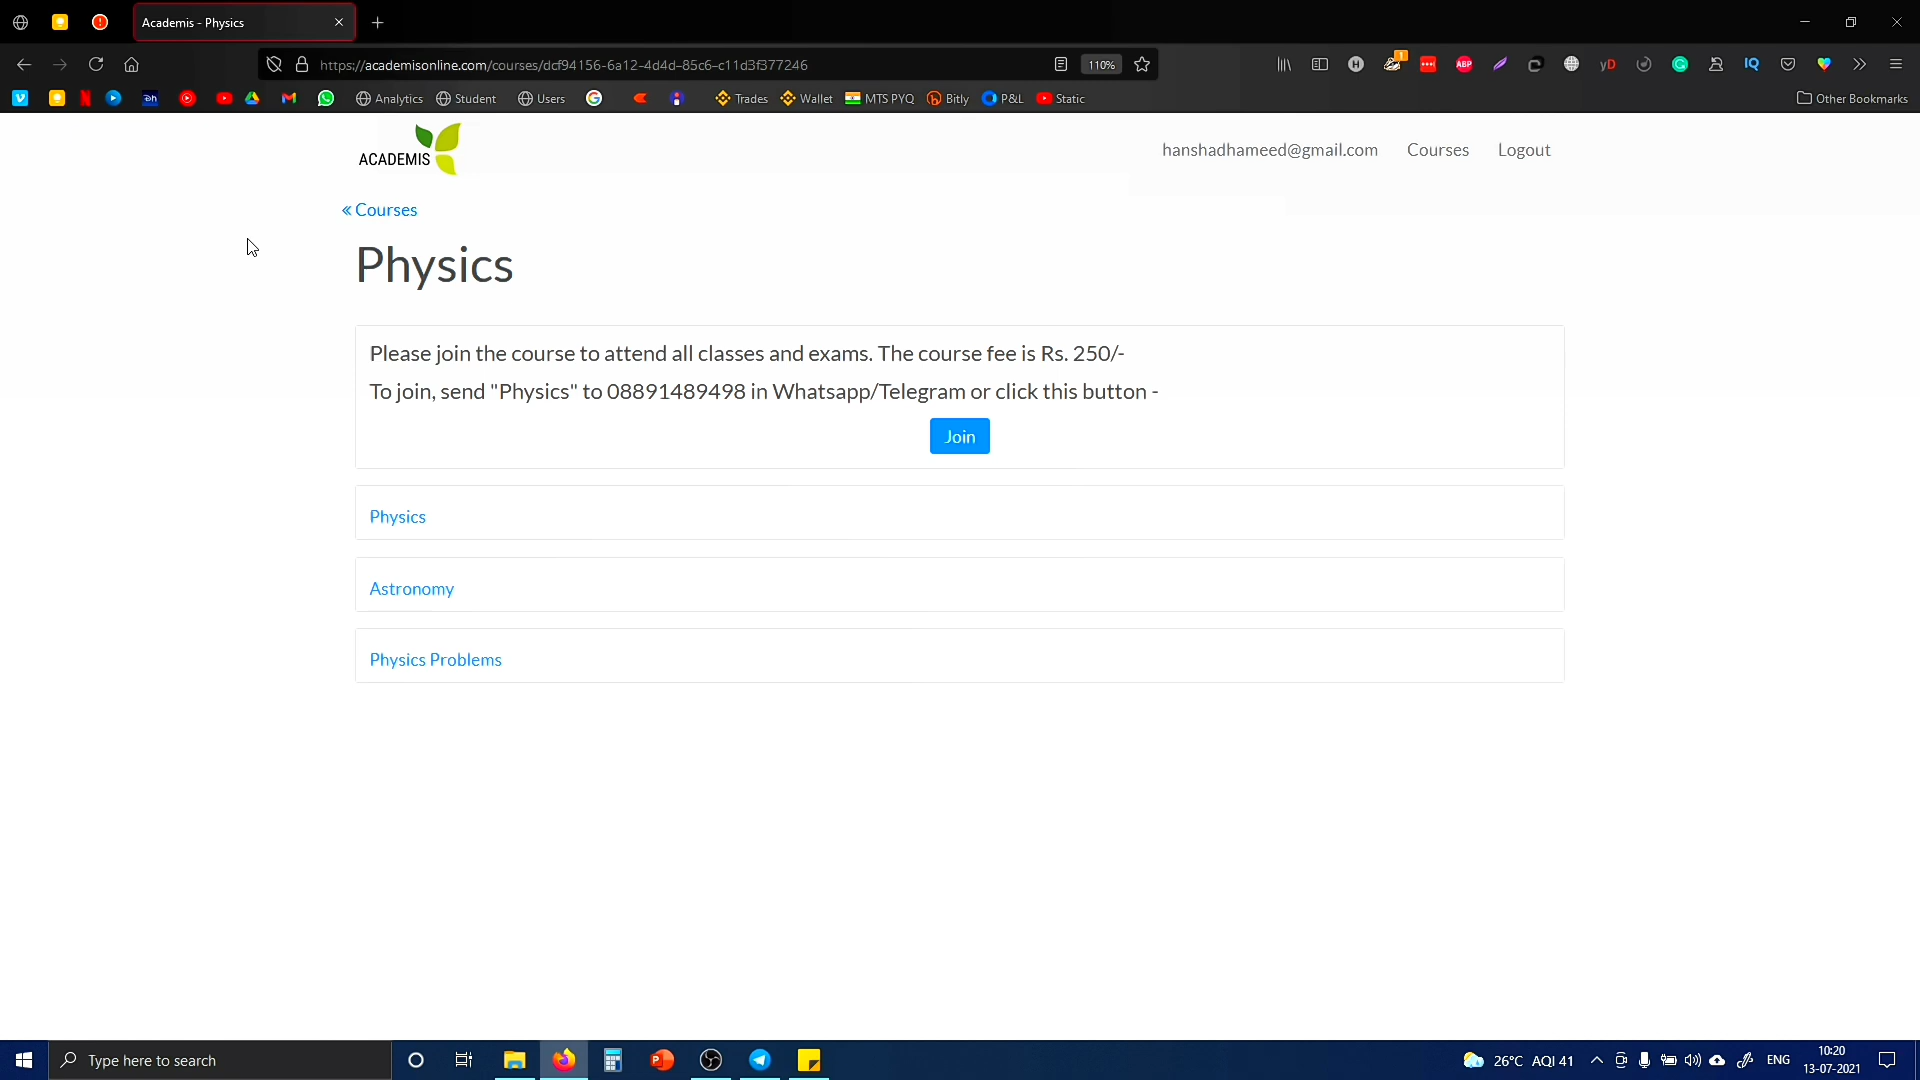 Academis - Physics
https://academisonline.com/courses/dcf94156-6a12-4d4d-85c6-c11d3f377246
110%
H
1
ABP
yD
IQ
Analytics
Student
Users
Trades
Wallet
MTS PYQ
Bitly
P&L
Static
Other Bookmarks
ACADEMIS
hanshadhameed@gmail.com
Courses
Logout
« Courses
Physics
Please join the course to attend all classes and exams. The course fee is Rs. 250/-
To join, send "Physics" to 08891489498 in Whatsapp/Telegram or click this button -
Join
Physics
Astronomy
Physics Problems
Type here to search
26°C AQI 41
ENG
10:20
13-07-2021